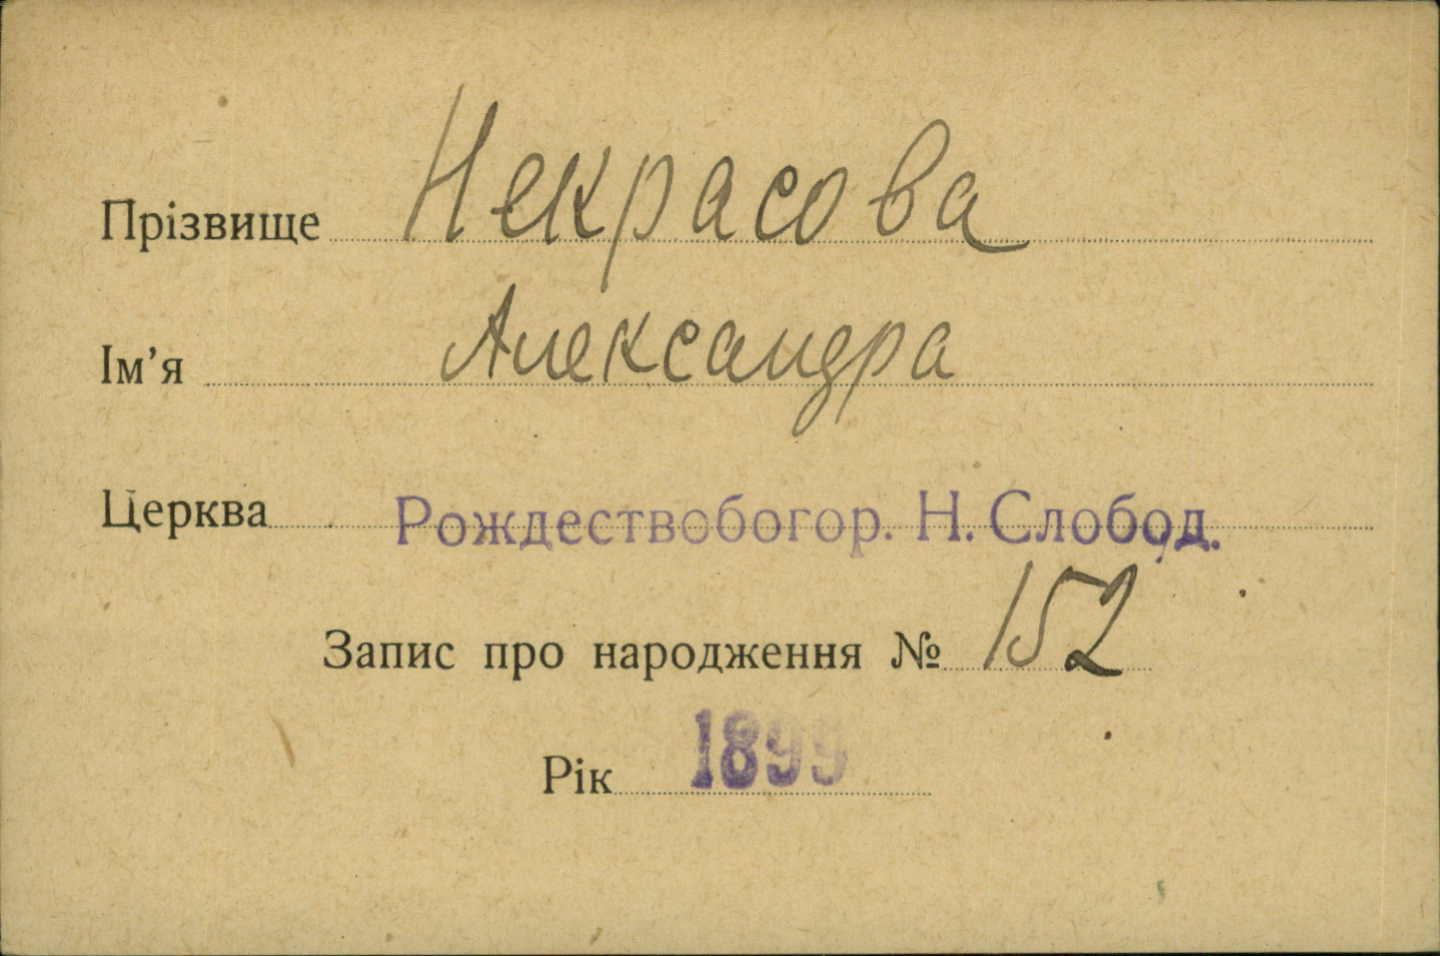 Прізвище Некрасова
Ім'я Александра
Церква Рождествобогор. Н. Слобод.
Запис про народження № 152
Рік 1899